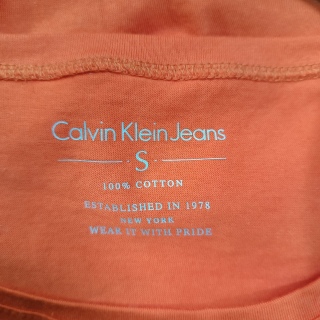 Calvin Klein Jeans
S
100% COTTON
ESTABLISHED IN 1978
NEW YORK
WEAR IT WITH PRIDE